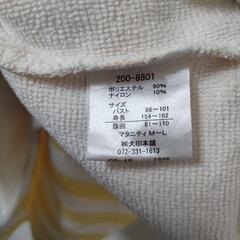 200-8801
ポリエステル 90%
ナイロン 10%
サイズ
バスト 86～101
身長 154～162
腹囲 81～110
マタニティ M～L
㈱犬印本舗
072-331-1613